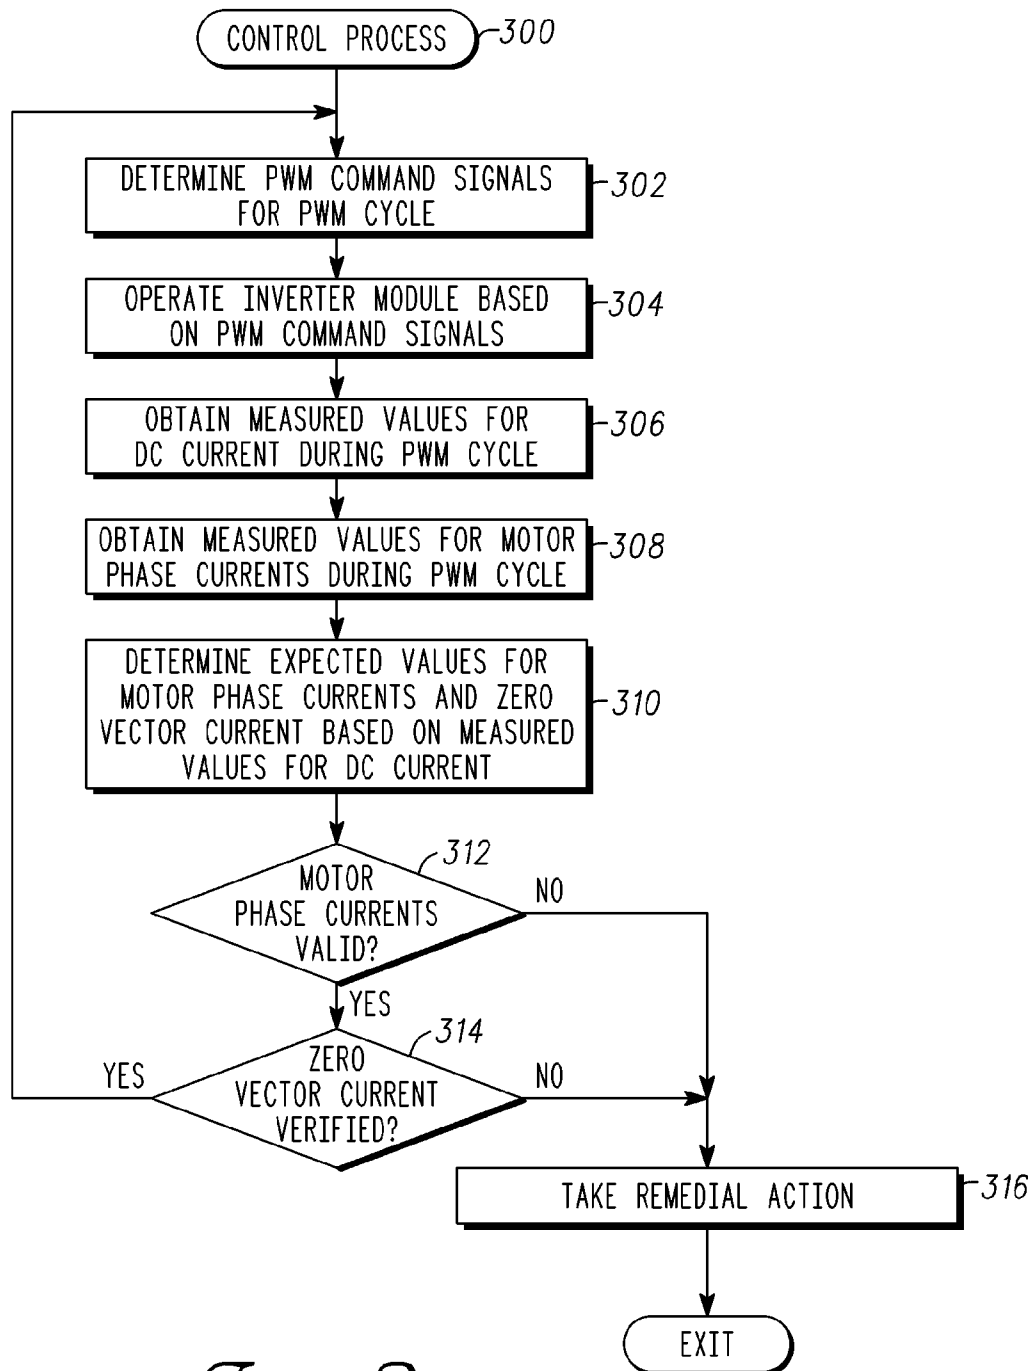 CONTROL PROCESS
300
DETERMINE PWM COMMAND SIGNALS
FOR PWM CYCLE
302
OPERATE INVERTER MODULE BASED
ON PWM COMMAND SIGNALS
304
OBTAIN MEASURED VALUES FOR
DC CURRENT DURING PWM CYCLE
306
OBTAIN MEASURED VALUES FOR MOTOR
PHASE CURRENTS DURING PWM CYCLE
308
DETERMINE EXPECTED VALUES FOR
MOTOR PHASE CURRENTS AND ZERO
VECTOR CURRENT BASED ON MEASURED
VALUES FOR DC CURRENT
310
312
MOTOR
PHASE CURRENTS
VALID?
NO
YES
314
ZERO
VECTOR CURRENT
VERIFIED?
YES
NO
TAKE REMEDIAL ACTION
316
EXIT